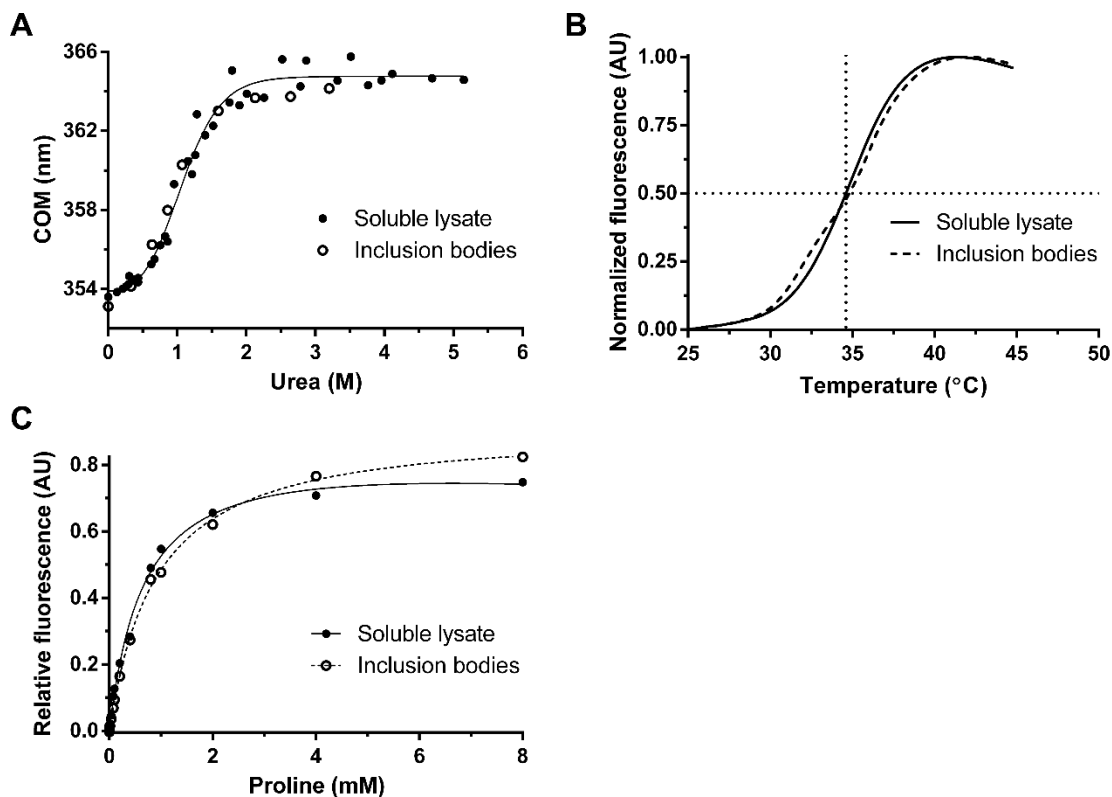 A
366
362
358
354
COM (nm)
Soluble lysate
Inclusion bodies
0 1 2 3 4 5 6
Urea (M)
B
1.00
0.75
0.50
0.25
0.00
Normalized fluorescence (AU)
Soluble lysate
Inclusion bodies
25 30 35 40 45 50
Temperature (°C)
C
0.8
0.6
0.4
0.2
0.0
Relative fluorescence (AU)
Soluble lysate
Inclusion bodies
0 2 4 6 8
Proline (mM)